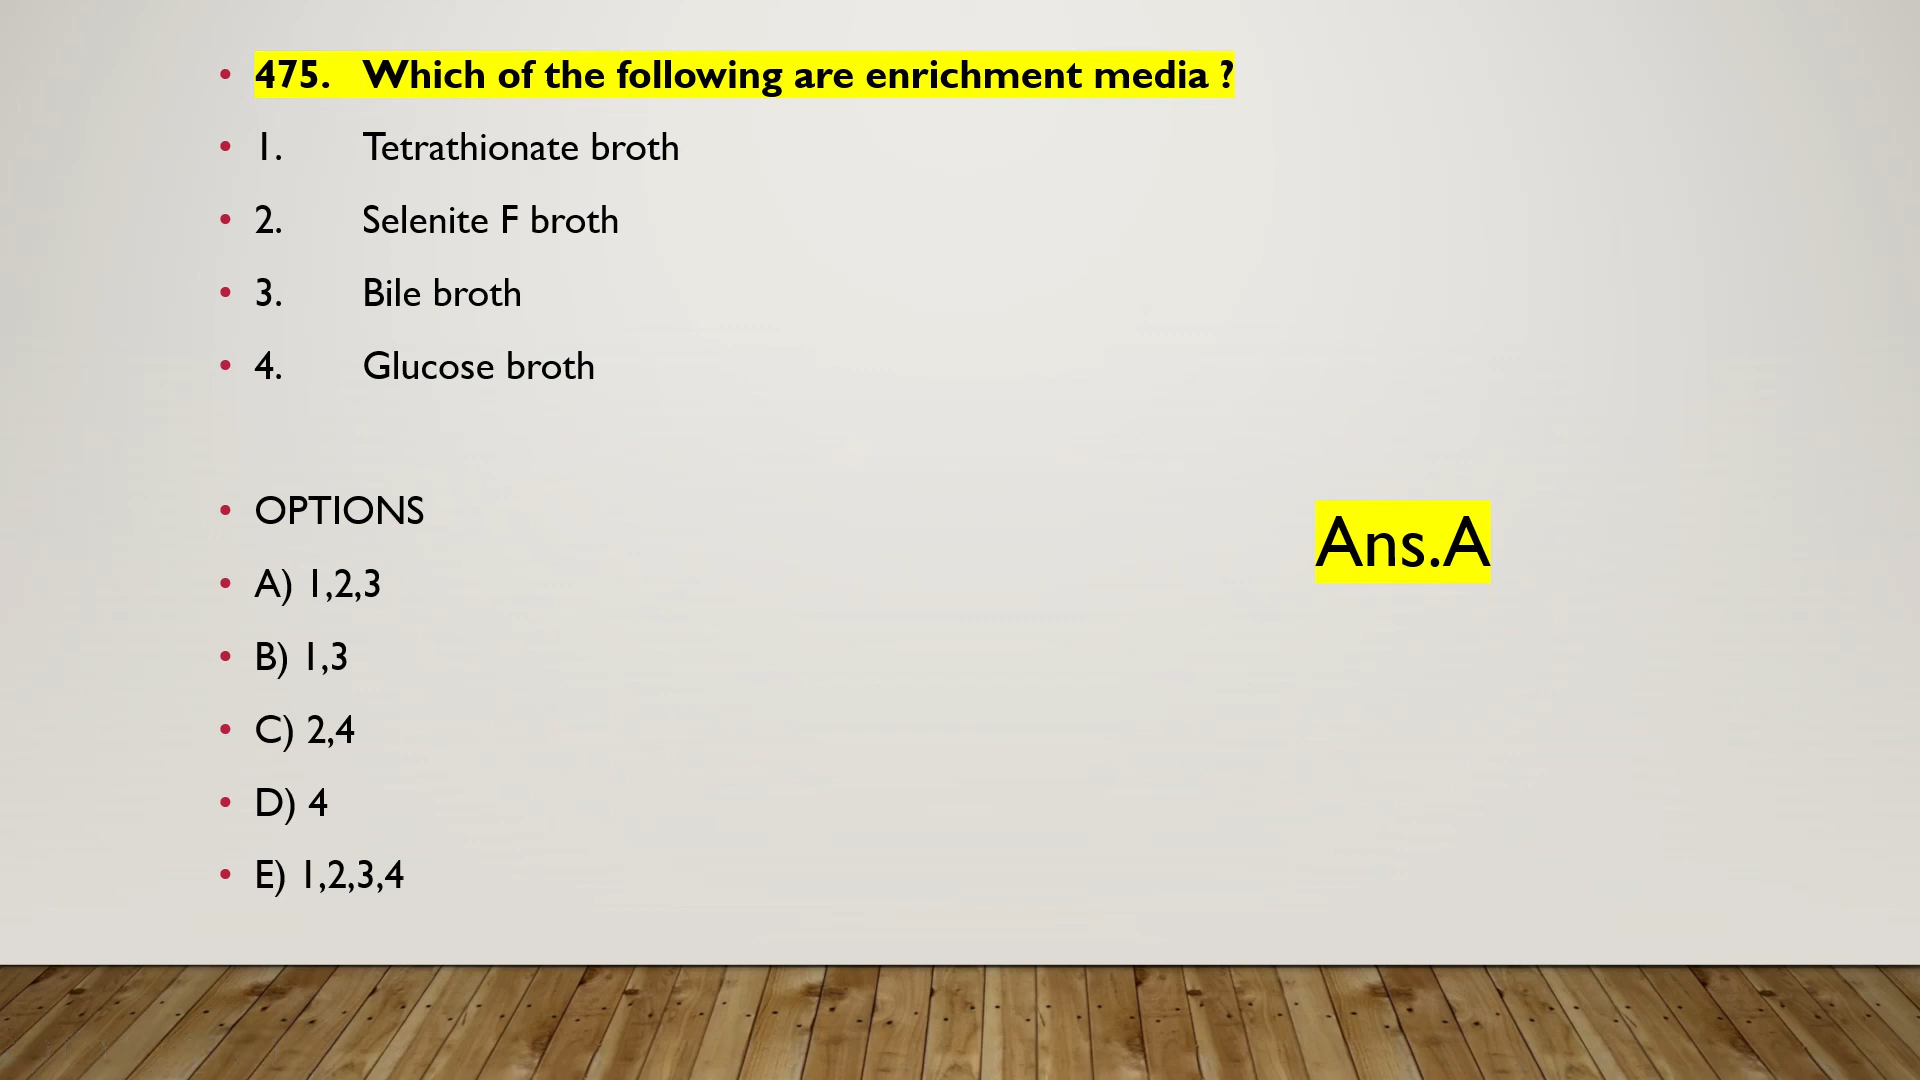 • 475. Which of the following are enrichment media ?
• 1. Tetrathionate broth
• 2. Selenite F broth
• 3. Bile broth
• 4. Glucose broth
• OPTIONS
• A) 1,2,3
• B) 1,3
• C) 2,4
• D) 4
• E) 1,2,3,4
Ans.A